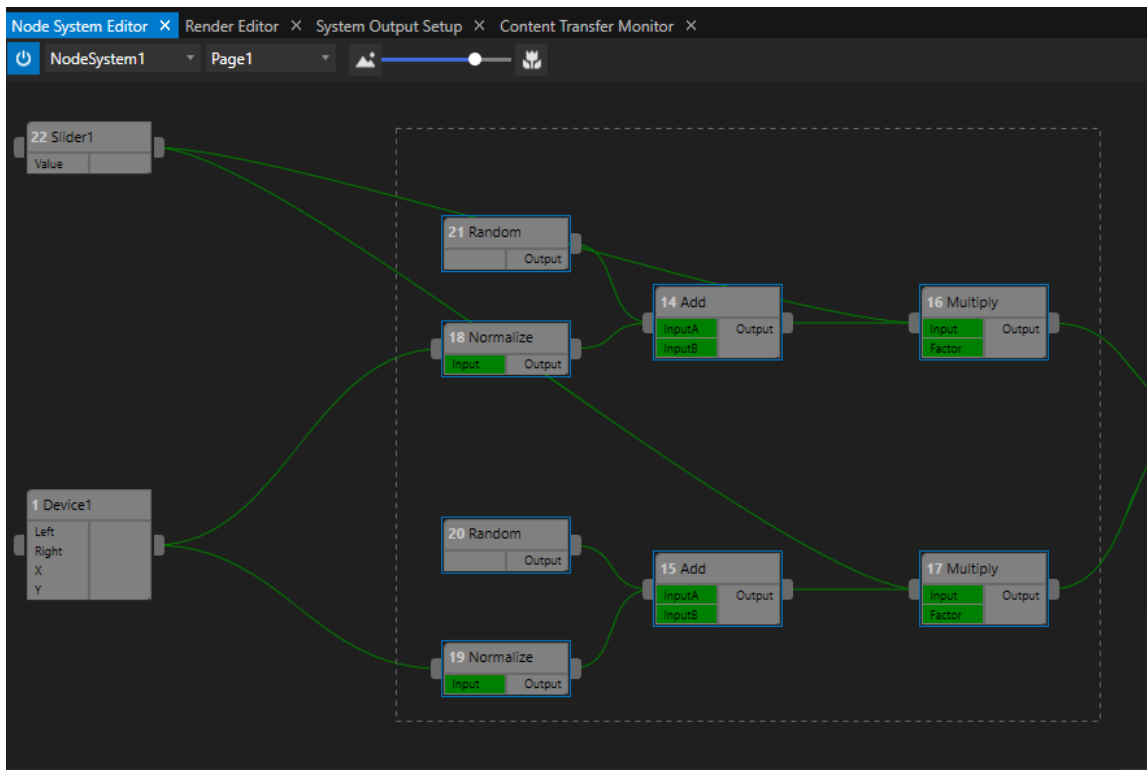 Node System Editor × Render Editor × System Output Setup × Content Transfer Monitor ×
NodeSystem1 Page1
22 Slider1
Value
21 Random
Output
14 Add
InputA Output
InputB
16 Multiply
Input Output
Factor
18 Normalize
Input Output
1 Device1
Left
Right
X
Y
20 Random
Output
15 Add
InputA Output
InputB
17 Multiply
Input Output
Factor
19 Normalize
Input Output